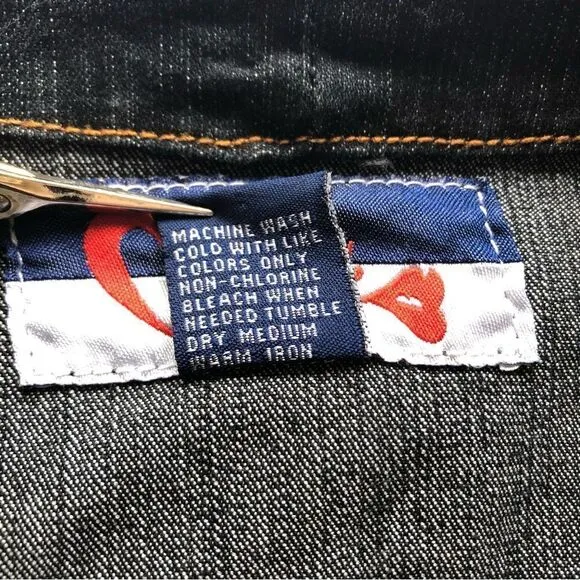 MACHINE WASH
COLD WITH LIKE
COLORS ONLY
NON-CHLORINE
BLEACH WHEN
NEEDED TUMBLE
DRY MEDIUM
WARM IRON